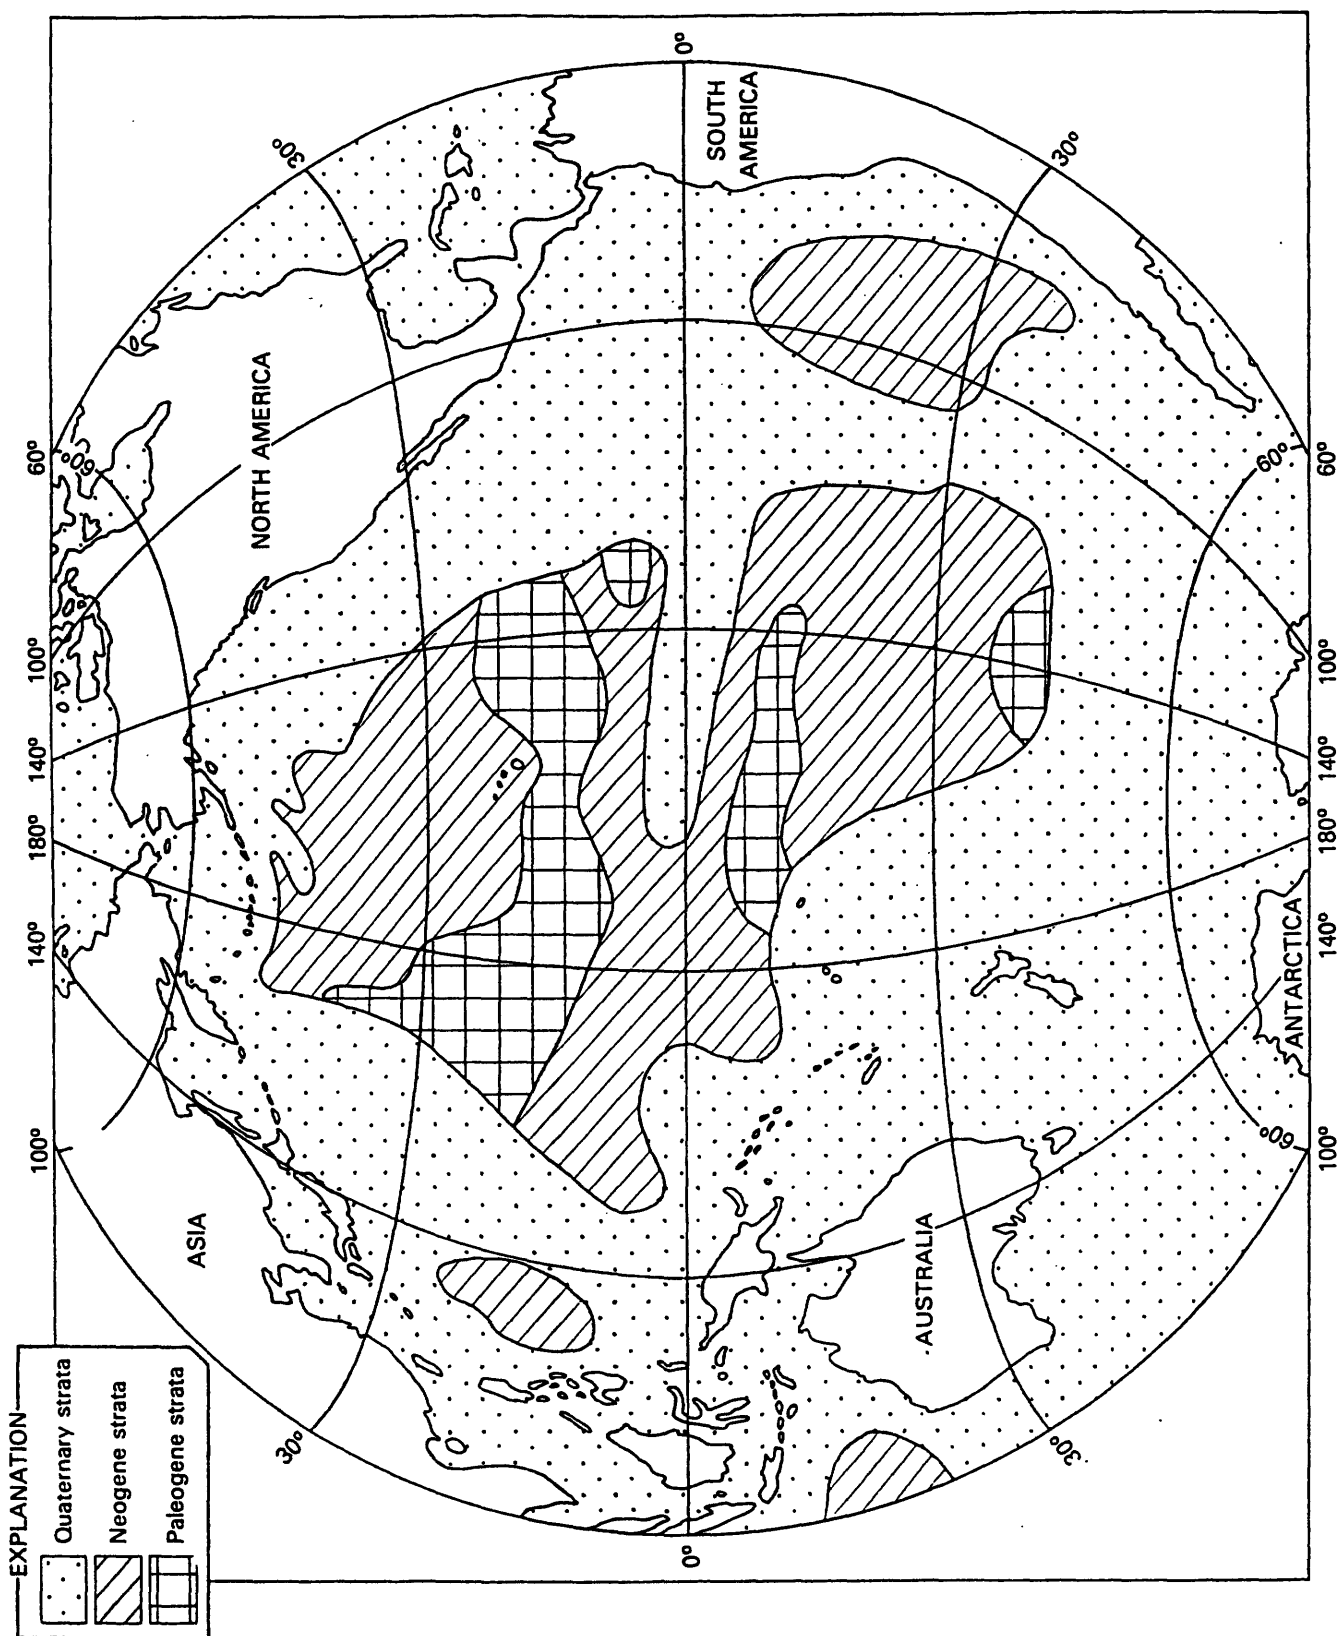 EXPLANATION
Quaternary strata
Neogene strata
Paleogene strata
100°
140°
180°
140°
100°
60°
60°
30°
30°
ASIA
NORTH AMERICA
0°
0°
SOUTH
AMERICA
AUSTRALIA
ANTARCTICA
30°
30°
60°
60°
100°
140°
180°
140°
100°
60°